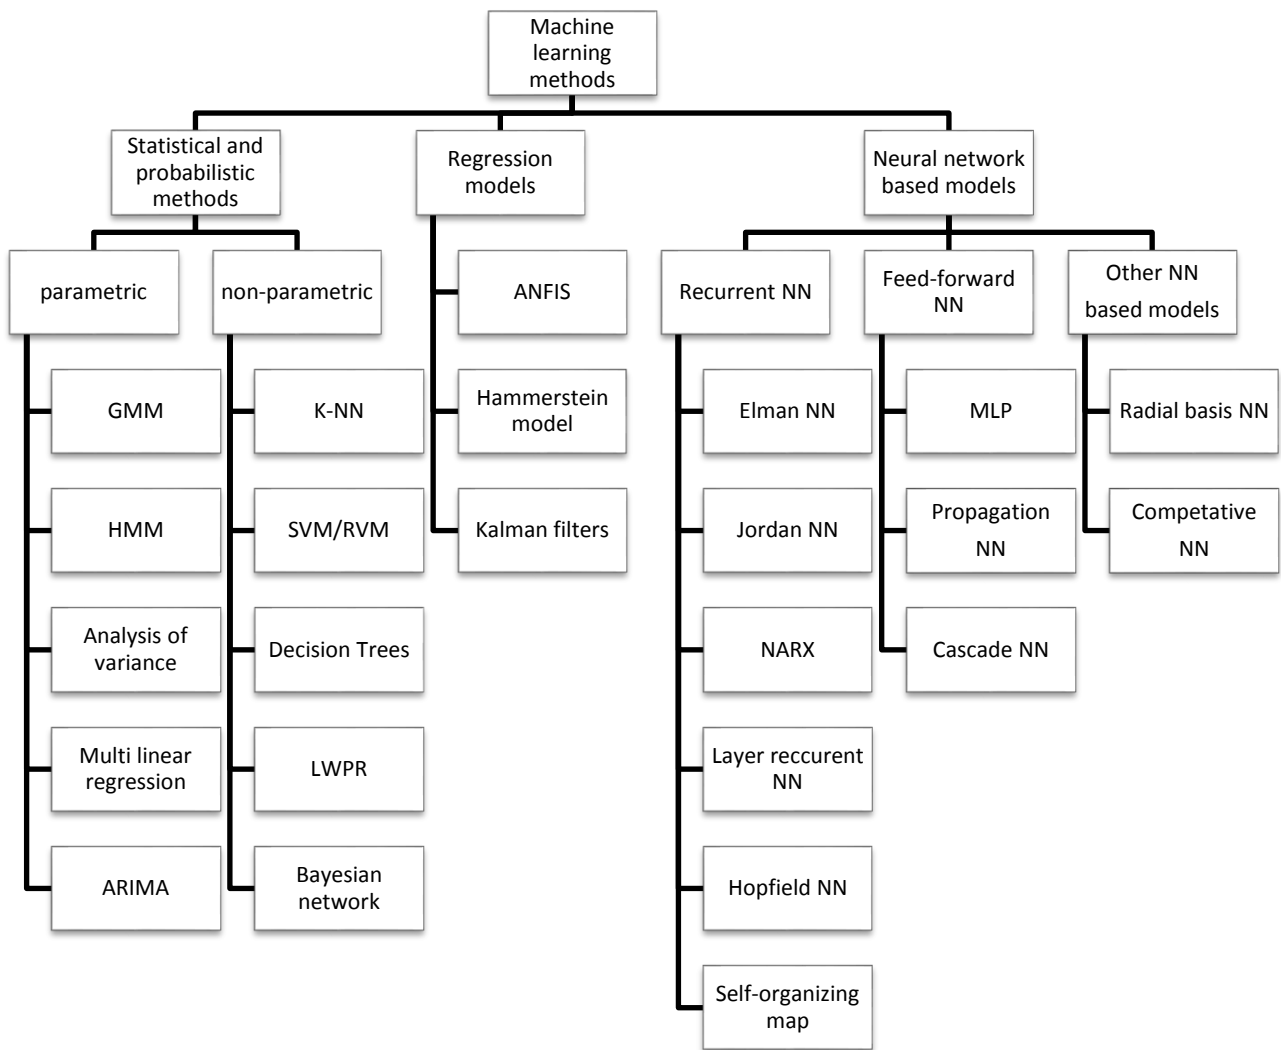 Machine
learning
methods
Statistical and
probabilistic
methods
Regression
models
Neural network
based models
parametric
non-parametric
ANFIS
Recurrent NN
Feed-forward
NN
Other NN
based models
GMM
K-NN
Hammerstein
model
Elman NN
MLP
Radial basis NN
HMM
SVM/RVM
Kalman filters
Jordan NN
Propagation
NN
Competative
NN
Analysis of
variance
Decision Trees
NARX
Cascade NN
Multi linear
regression
LWPR
Layer reccurent
NN
ARIMA
Bayesian
network
Hopfield NN
Self-organizing
map